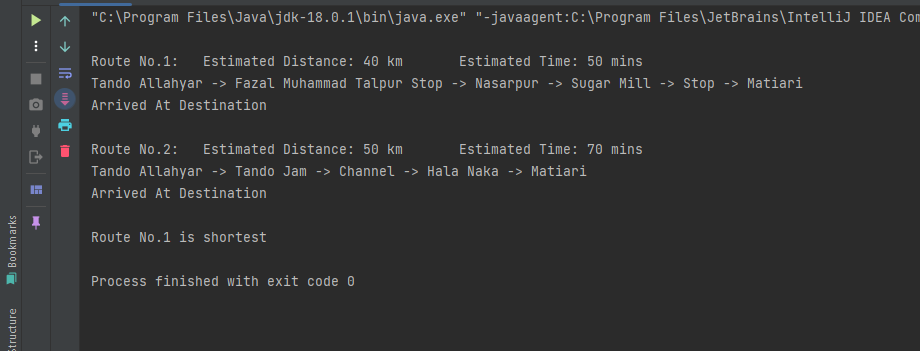 "C:\Program Files\Java\jdk-18.0.1\bin\java.exe" "-javaagent:C:\Program Files\JetBrains\IntelliJ IDEA Com
Route No.1:   Estimated Distance: 40 km       Estimated Time: 50 mins
Tando Allahyar -> Fazal Muhammad Talpur Stop -> Nasarpur -> Sugar Mill -> Stop -> Matiari
Arrived At Destination
Route No.2:   Estimated Distance: 50 km       Estimated Time: 70 mins
Tando Allahyar -> Tando Jam -> Channel -> Hala Naka -> Matiari
Arrived At Destination
Route No.1 is shortest
Process finished with exit code 0
Bookmarks
Structure